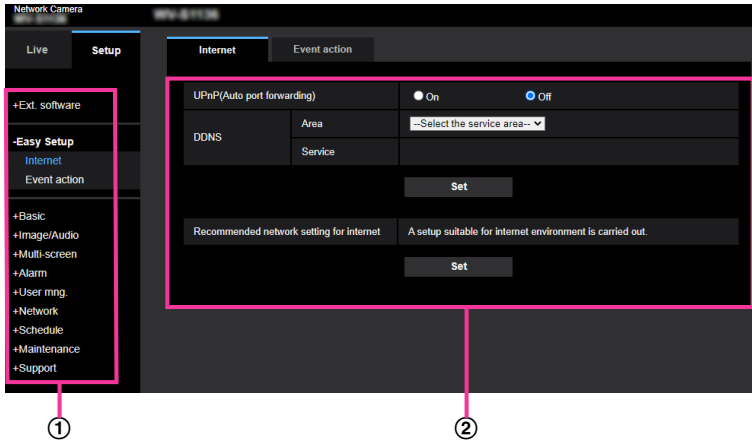 Network Camera
WV-S1136
Live
Setup
Internet
Event action
+Ext. software
-Easy Setup
Internet
Event action
+Basic
+Image/Audio
+Multi-screen
+Alarm
+User mng.
+Network
+Schedule
+Maintenance
+Support
UPnP(Auto port forwarding)
On
Off
DDNS
Area
--Select the service area--
Service
Set
Recommended network setting for internet
A setup suitable for internet environment is carried out.
Set
①
②